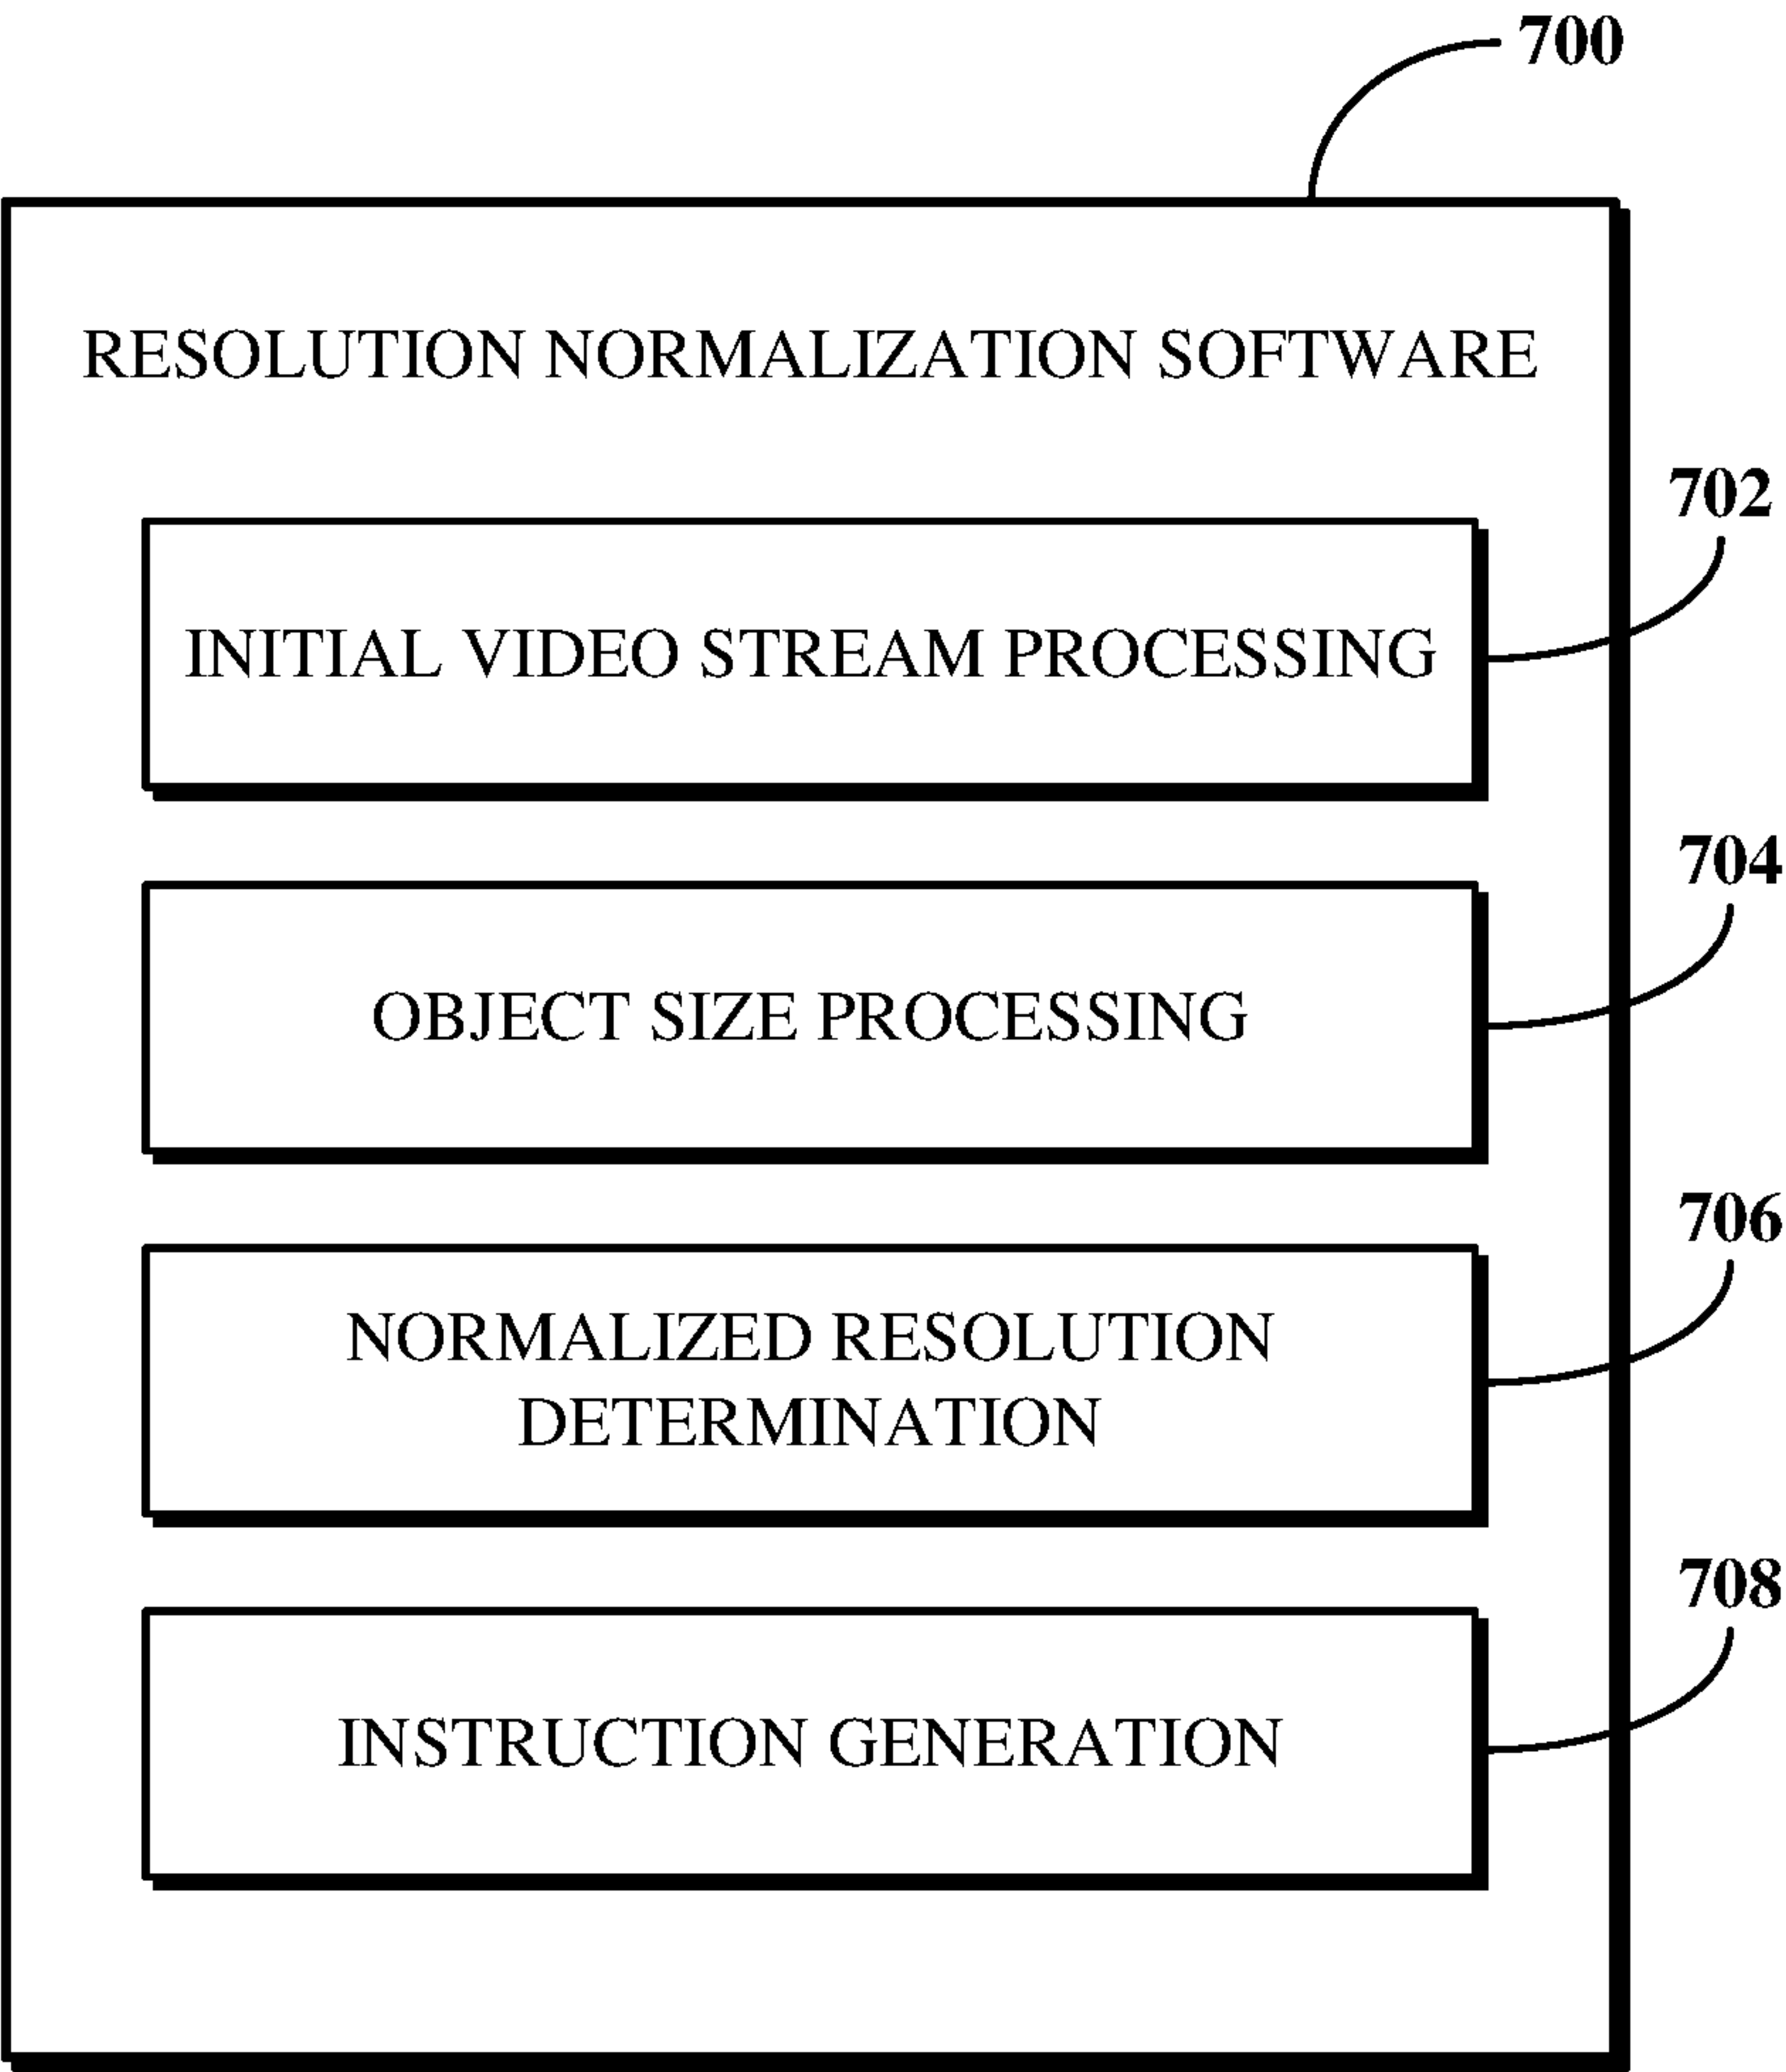 700
RESOLUTION NORMALIZATION SOFTWARE
702
INITIAL VIDEO STREAM PROCESSING
704
OBJECT SIZE PROCESSING
706
NORMALIZED RESOLUTION
DETERMINATION
708
INSTRUCTION GENERATION